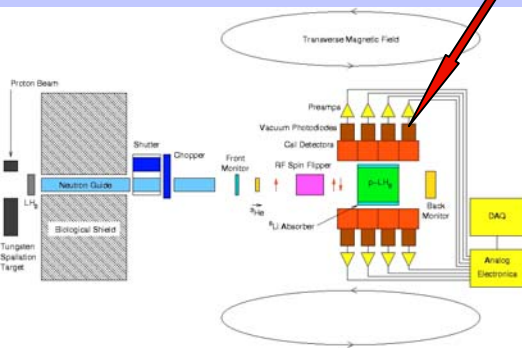 Transverse Magnetic Field
Proton Beam
Preamps
Vacuum Photodiodes
Shutter
Chopper
Front
Monitor
CsI Detectors
RF Spin Flipper
Neutron Guide
p-LH2
LH2
3He
Back
Monitor
DAQ
6Li Absorber
Biological Shield
Tungsten
Spallation
Target
Analog
Electronics